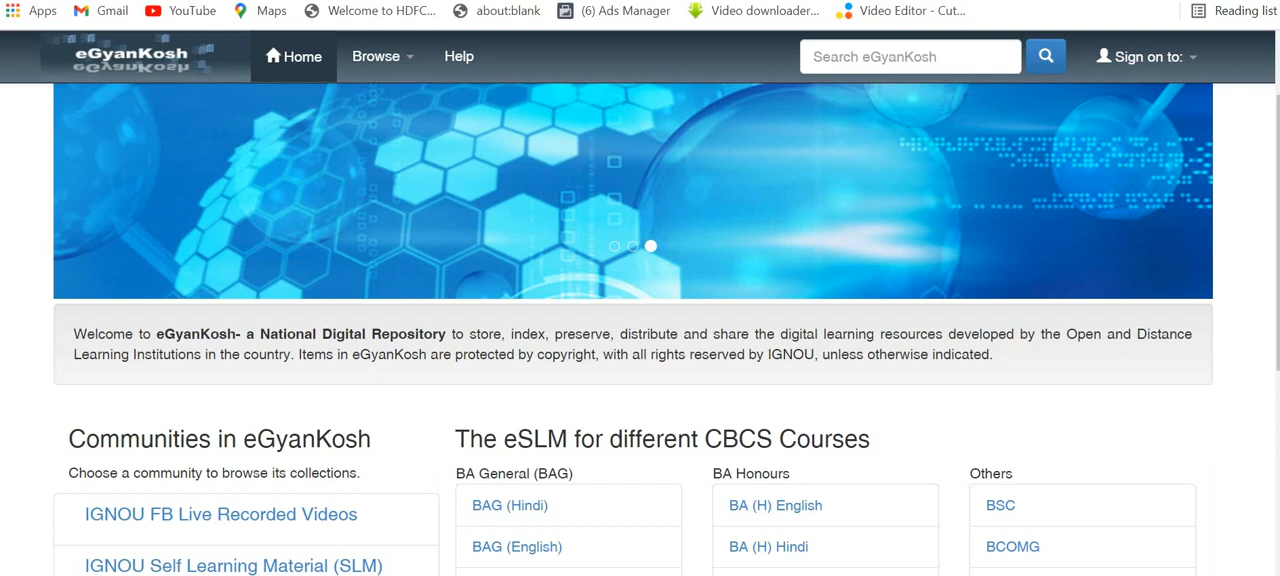 Apps Gmail YouTube Maps Welcome to HDFC... about:blank (6) Ads Manager Video downloader... Video Editor - Cut... Reading list
eGyanKosh Home Browse Help Search eGyanKosh Sign on to:
Welcome to eGyanKosh- a National Digital Repository to store, index, preserve, distribute and share the digital learning resources developed by the Open and Distance
Learning Institutions in the country. Items in eGyanKosh are protected by copyright, with all rights reserved by IGNOU, unless otherwise indicated.
Communities in eGyanKosh
Choose a community to browse its collections.
IGNOU FB Live Recorded Videos
IGNOU Self Learning Material (SLM)
The eSLM for different CBCS Courses
BA General (BAG)
BAG (Hindi)
BAG (English)
BA Honours
BA (H) English
BA (H) Hindi
Others
BSC
BCOMG